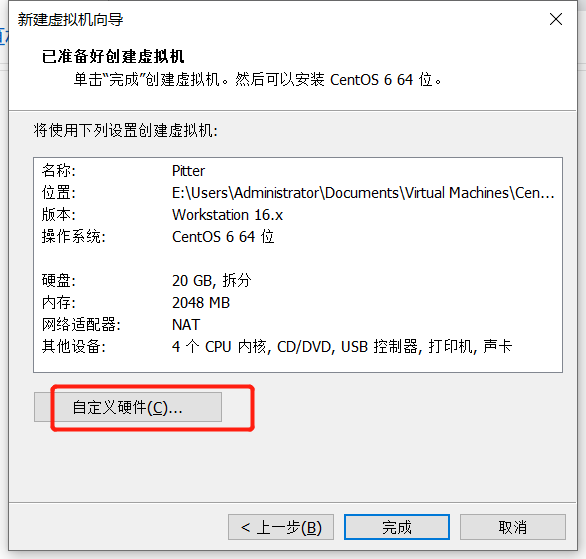 新建虚拟机向导
已准备好创建虚拟机
单击“完成”创建虚拟机。然后可以安装 CentOS 6 64 位。
将使用下列设置创建虚拟机:
名称: Pitter
位置: E:\Users\Administrator\Documents\Virtual Machines\Cen...
版本: Workstation 16.x
操作系统: CentOS 6 64 位
硬盘: 20 GB, 拆分
内存: 2048 MB
网络适配器: NAT
其他设备: 4 个 CPU 内核, CD/DVD, USB 控制器, 打印机, 声卡
自定义硬件(C)...
< 上一步(B) 完成 取消